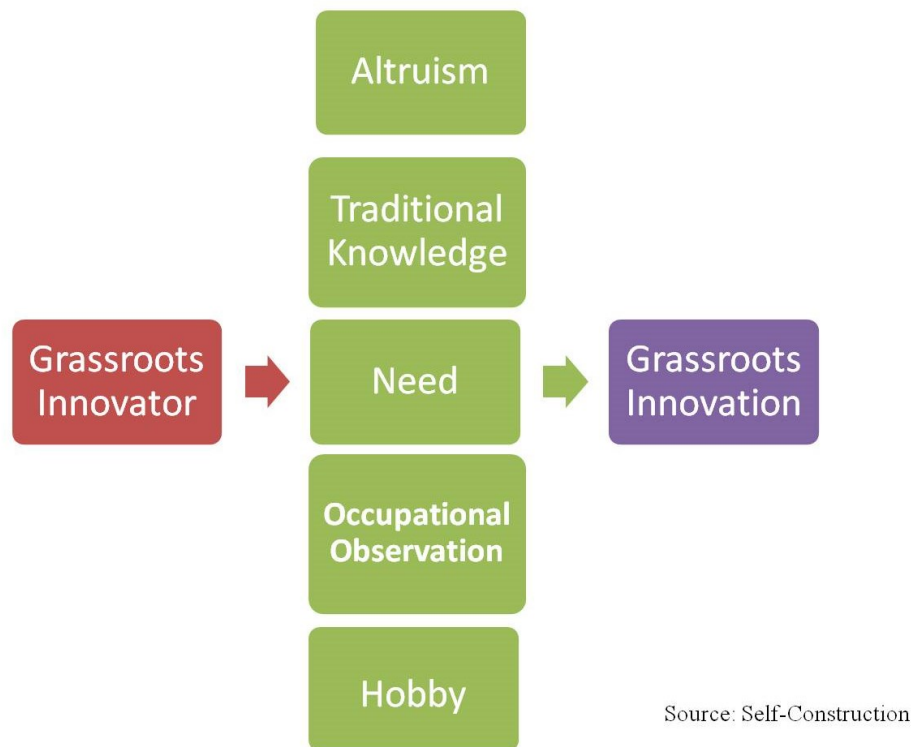 Altruism
Traditional
Knowledge
Grassroots
Innovator
Need
Grassroots
Innovation
Occupational
Observation
Hobby
Source: Self-Construction